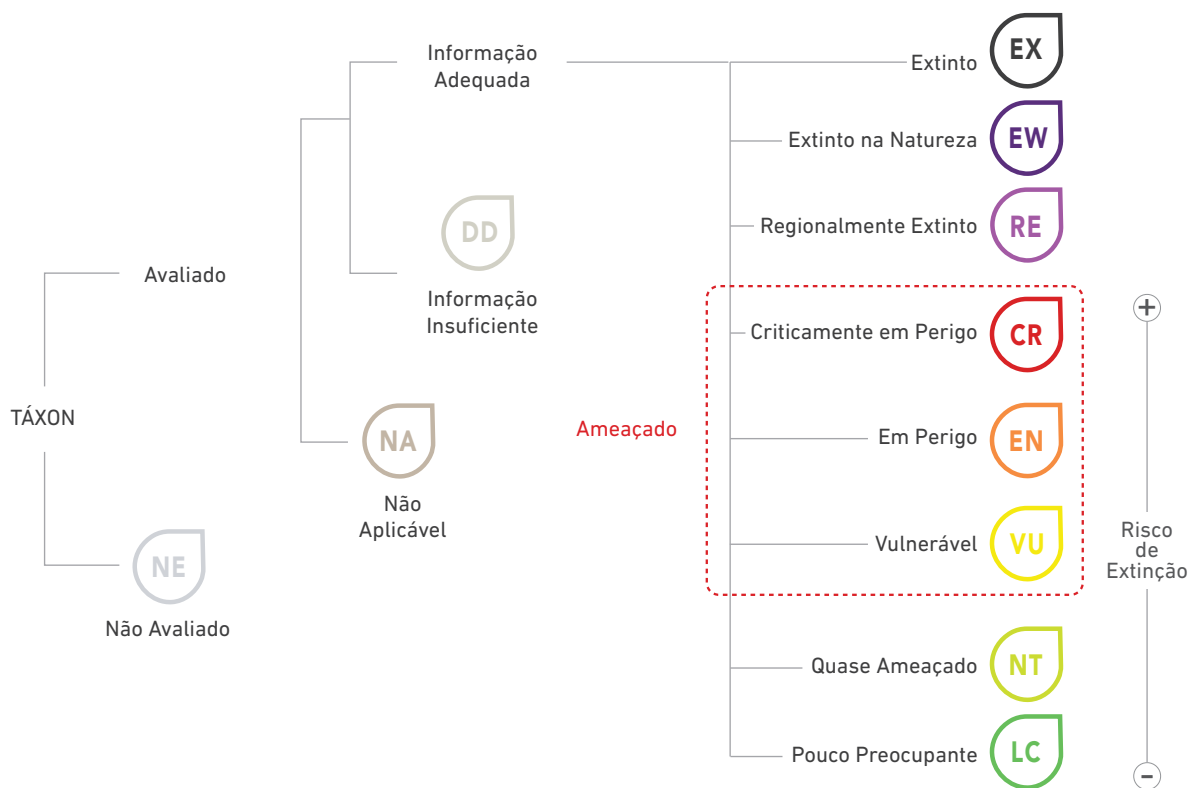 Informação
Adequada
Extinto
EX
Extinto na Natureza
EW
Regionalmente Extinto
RE
DD
Informação
Insuficiente
Avaliado
Criticamente em Perigo
CR
+
TÁXON
NA
Não
Aplicável
Ameaçado
Em Perigo
EN
Vulnerável
VU
Risco
de
Extinção
NE
Não Avaliado
Quase Ameaçado
NT
Pouco Preocupante
LC
-